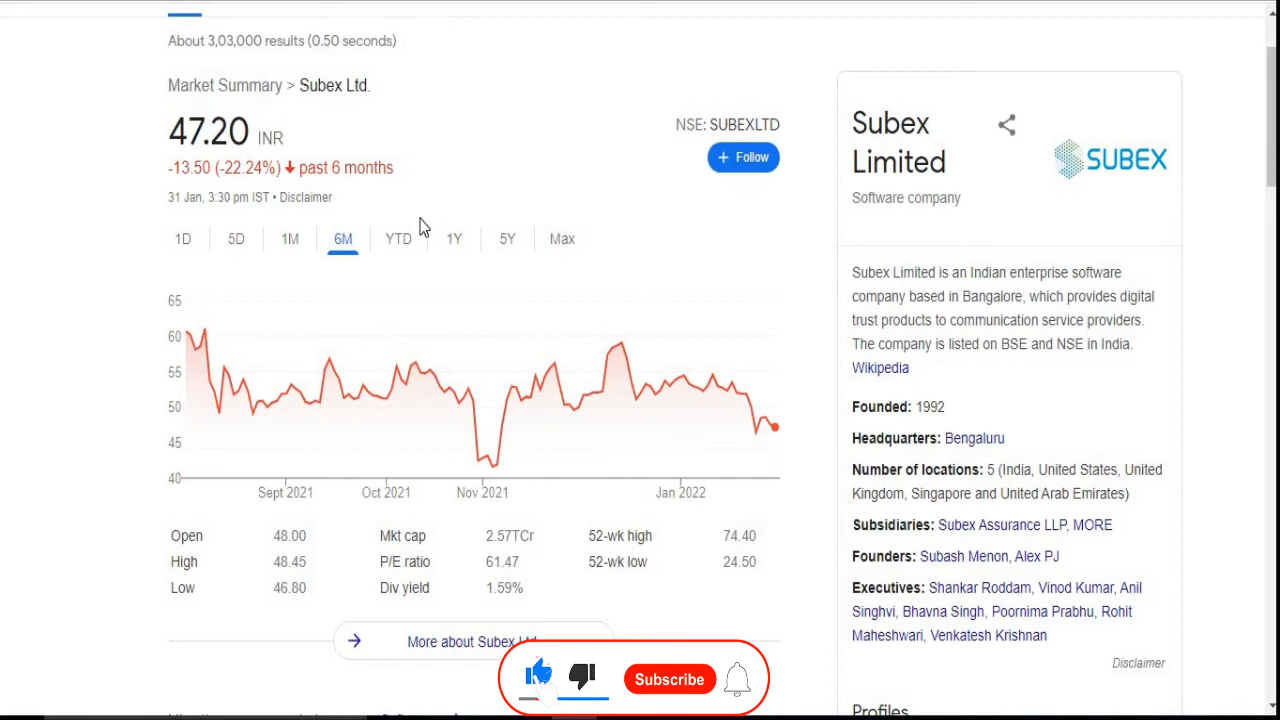 About 3,03,000 results (0.50 seconds)
Market Summary > Subex Ltd.
47.20 INR
-13.50 (-22.24%) past 6 months
31 Jan, 3:30 pm IST • Disclaimer
NSE: SUBEXLTD
+ Follow
1D 5D 1M 6M YTD 1Y 5Y Max
65
60
55
50
45
40
Sept 2021 Oct 2021 Nov 2021 Jan 2022
Open 48.00 Mkt cap 2.57TCr 52-wk high 74.40
High 48.45 P/E ratio 61.47 52-wk low 24.50
Low 46.80 Div yield 1.59%
More about Subex Ltd.
Subscribe
Subex
Limited
SUBEX
Software company
Subex Limited is an Indian enterprise software
company based in Bangalore, which provides digital
trust products to communication service providers.
The company is listed on BSE and NSE in India.
Wikipedia
Founded: 1992
Headquarters: Bengaluru
Number of locations: 5 (India, United States, United
Kingdom, Singapore and United Arab Emirates)
Subsidiaries: Subex Assurance LLP, MORE
Founders: Subash Menon, Alex PJ
Executives: Shankar Roddam, Vinod Kumar, Anil
Singhvi, Bhavna Singh, Poornima Prabhu, Rohit
Maheshwari, Venkatesh Krishnan
Disclaimer
Profiles